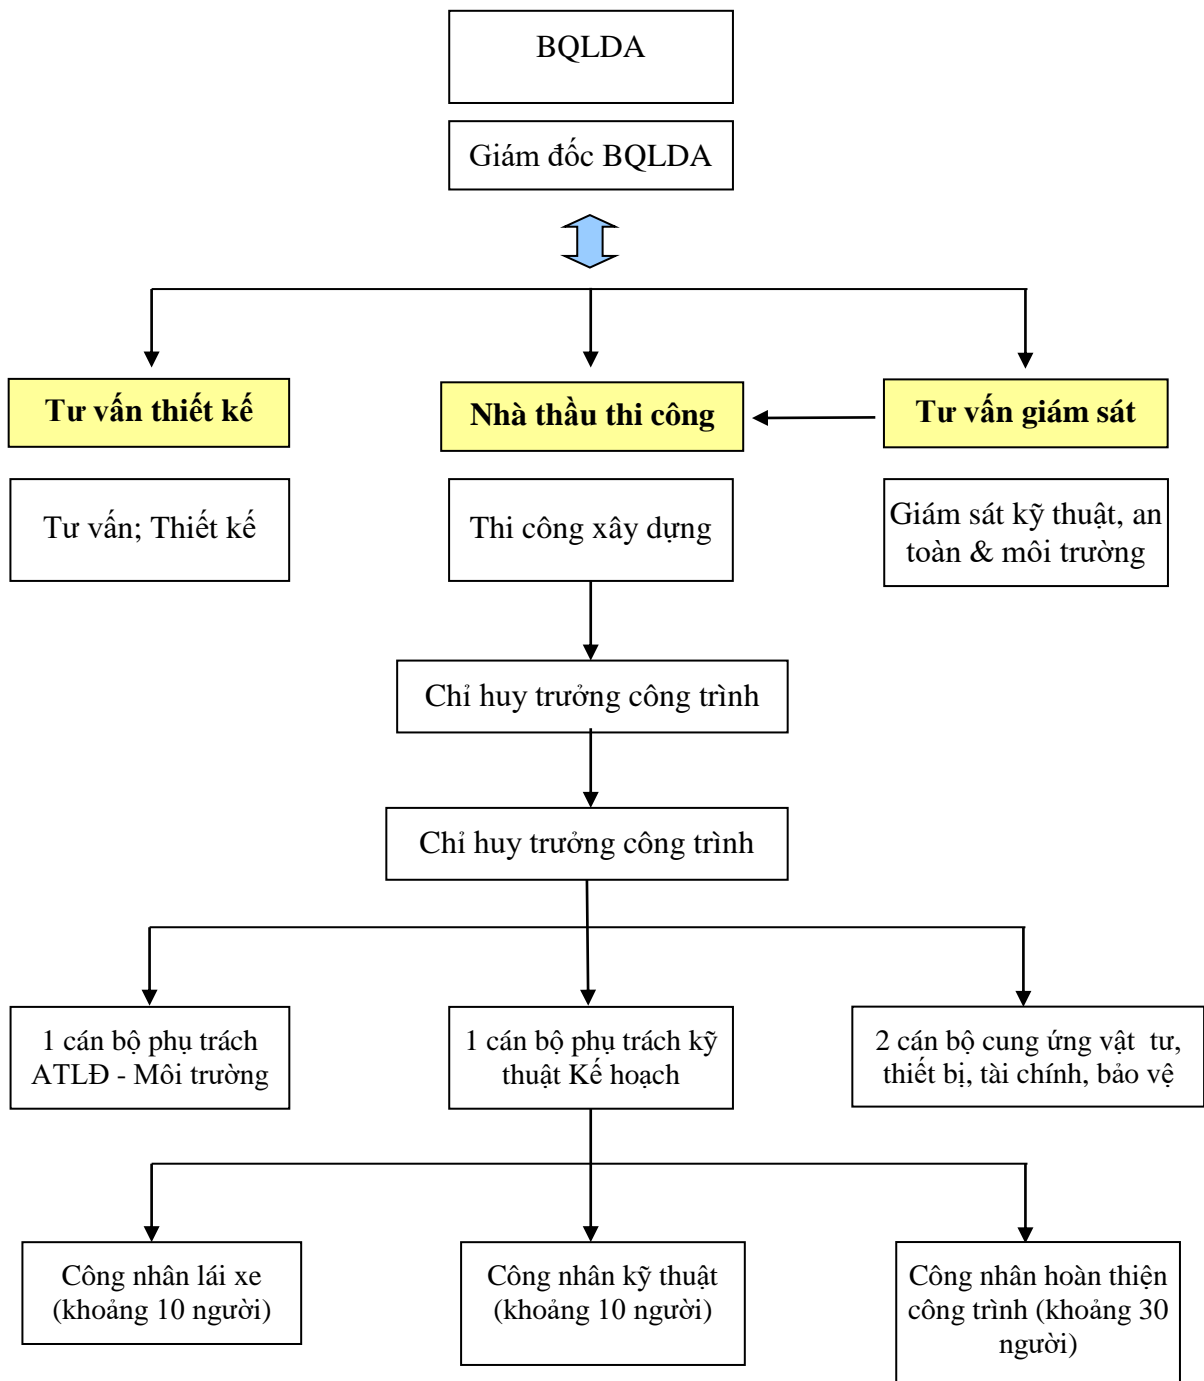 BQLDA
Giám đốc BQLDA
Tư vấn thiết kế
Nhà thầu thi công
Tư vấn giám sát
Tư vấn; Thiết kế
Thi công xây dựng
Giám sát kỹ thuật, an
toàn & môi trường
Chỉ huy trưởng công trình
Chỉ huy trưởng công trình
1 cán bộ phụ trách
ATLĐ - Môi trường
1 cán bộ phụ trách kỹ
thuật Kế hoạch
2 cán bộ cung ứng vật tư,
thiết bị, tài chính, bảo vệ
Công nhân lái xe
(khoảng 10 người)
Công nhân kỹ thuật
(khoảng 10 người)
Công nhân hoàn thiện
công trình (khoảng 30
người)